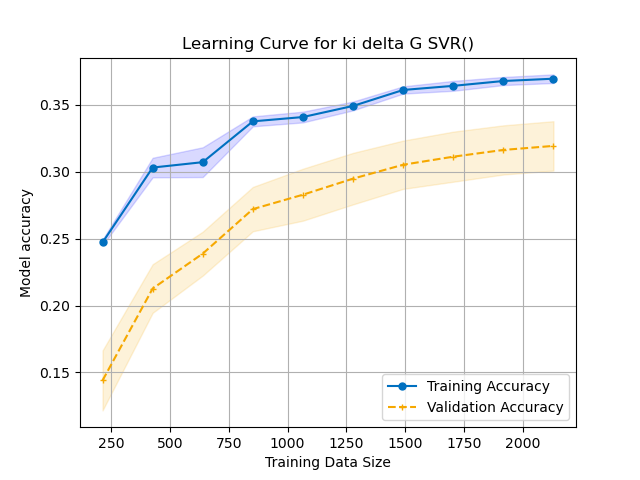 Learning Curve for ki delta G SVR()
Model accuracy
0.35
0.30
0.25
0.20
0.15
Training Accuracy
Validation Accuracy
250 500 750 1000 1250 1500 1750 2000
Training Data Size